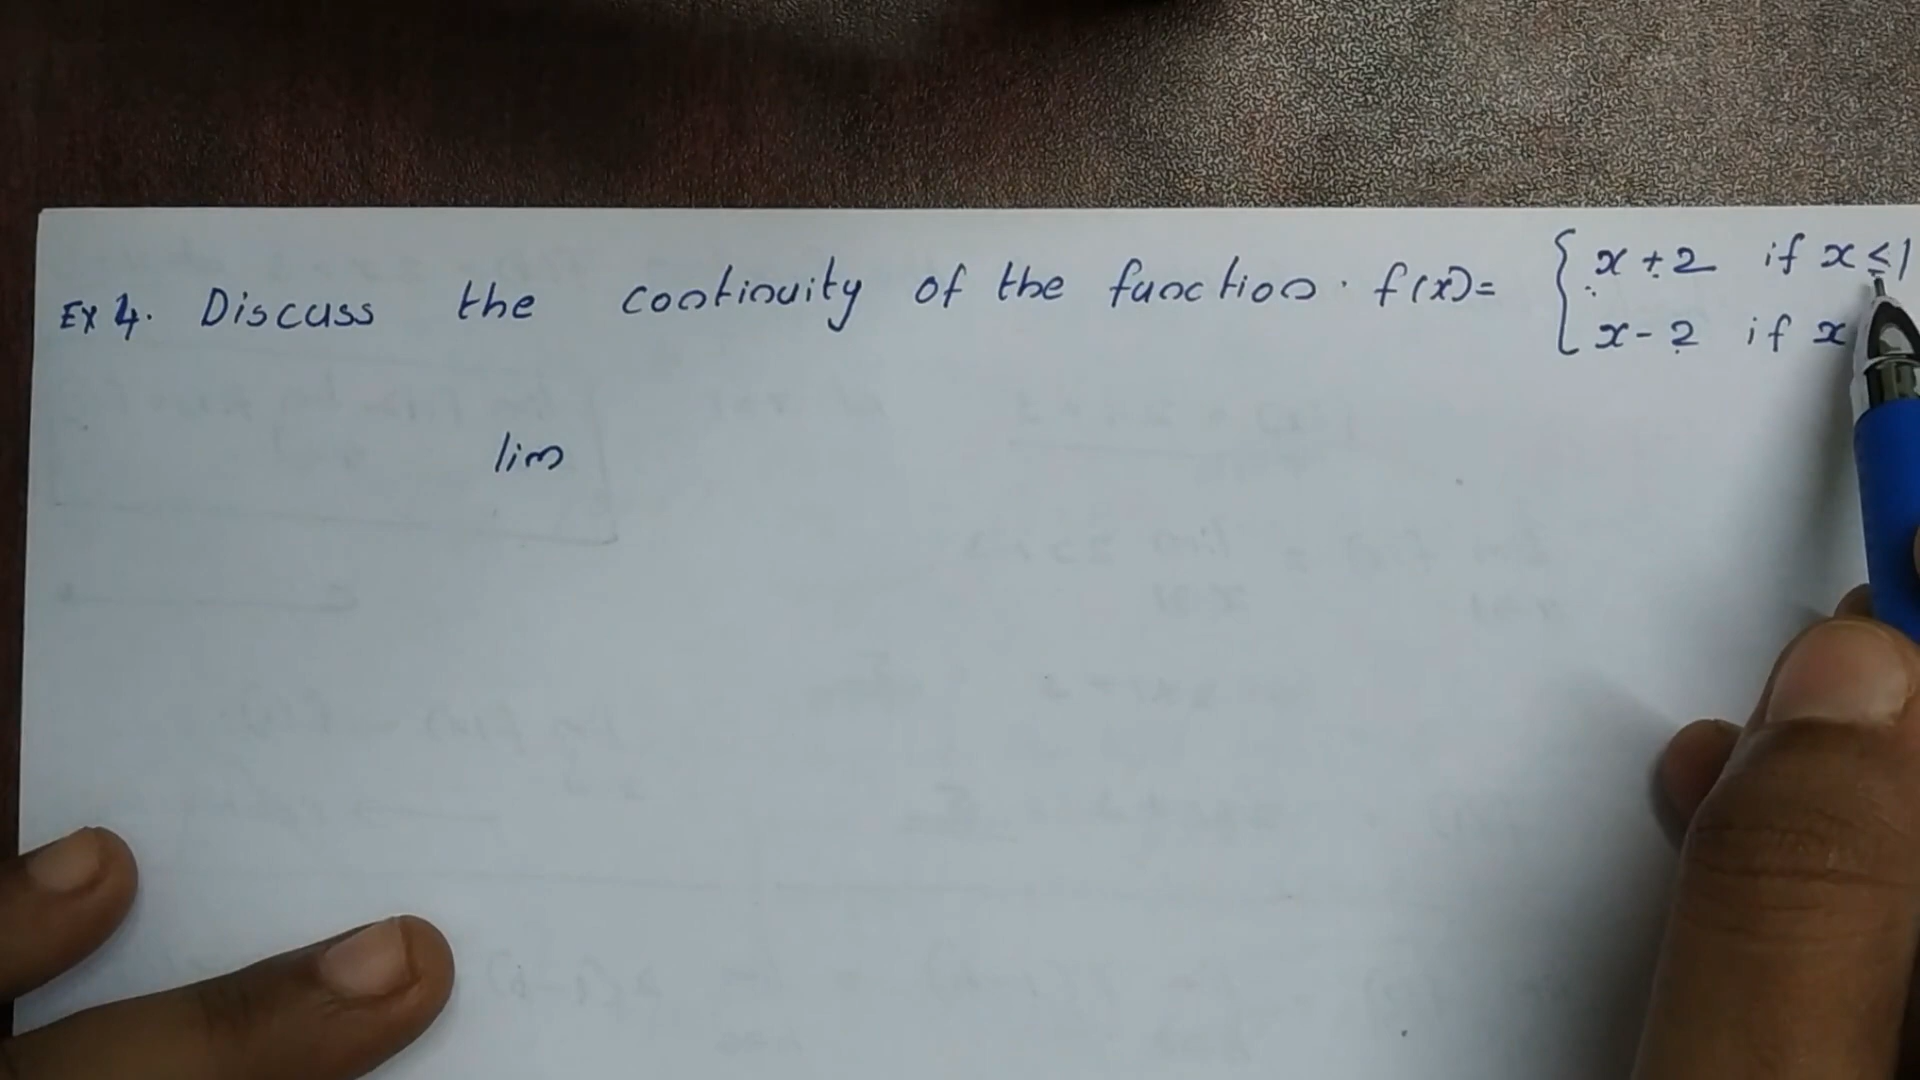 Ex 4. Discuss the continuity of the function. f(x)= { x + 2 if x ≤ 1
x - 2 if x
lim